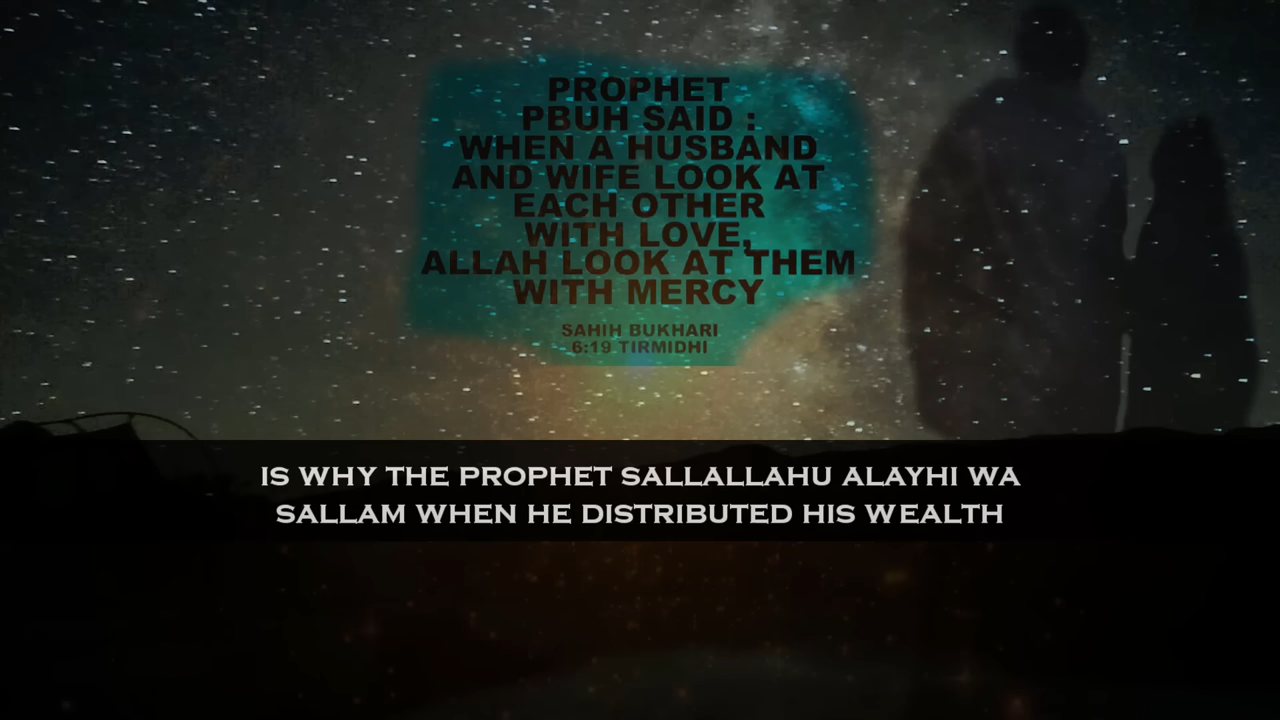 PROPHET
PBUH SAID :
WHEN A HUSBAND
AND WIFE LOOK AT
EACH OTHER
WITH LOVE,
ALLAH LOOK AT THEM
WITH MERCY
SAHIH BUKHARI
6:19 TIRMIDHI
IS WHY THE PROPHET SALLALLAHU ALAYHI WA
SALLAM WHEN HE DISTRIBUTED HIS WEALTH